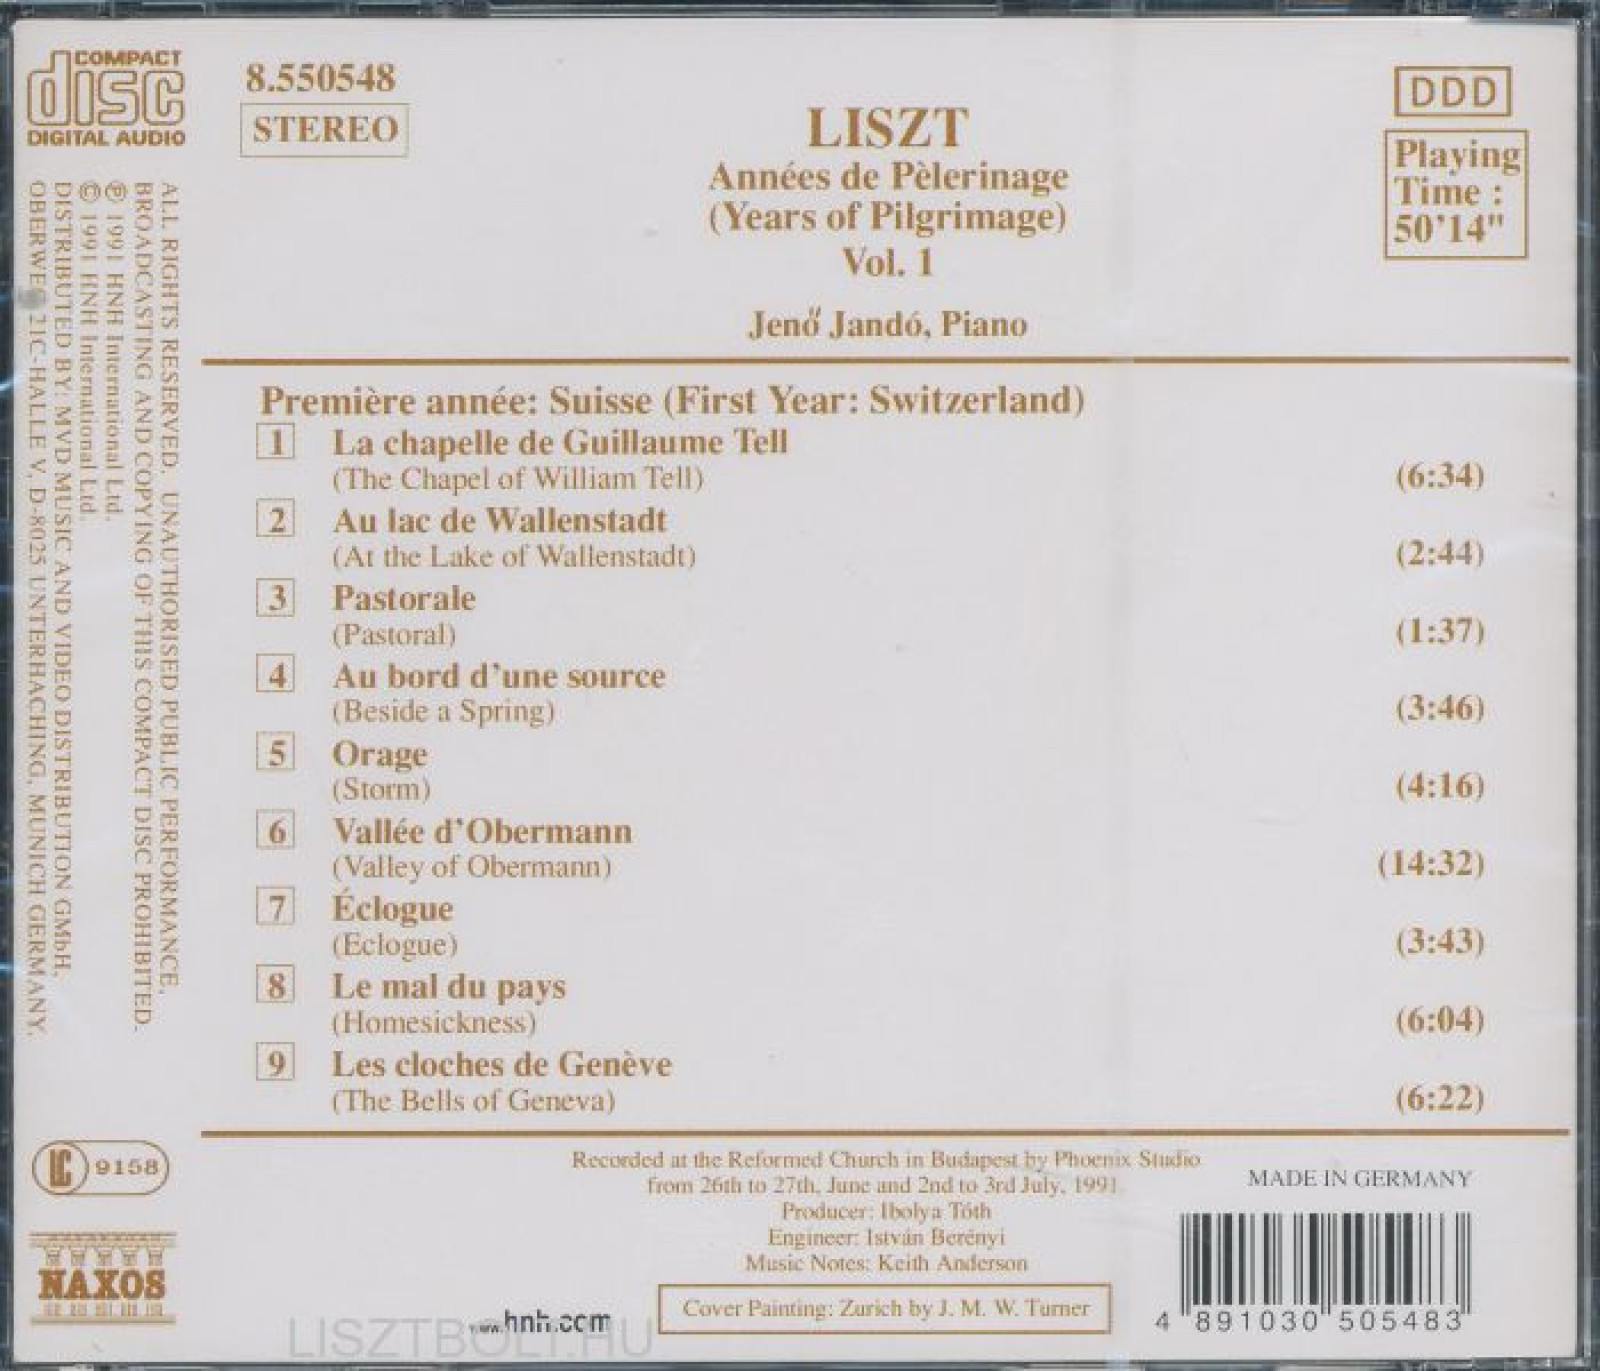 COMPACT
disc
DIGITAL AUDIO
8.550548
STEREO
LISZT
Années de Pèlerinage
(Years of Pilgrimage)
Vol. 1
Jenő Jandó, Piano
DDD
Playing
Time :
50'14"
Première année: Suisse (First Year: Switzerland)
1 La chapelle de Guillaume Tell
(The Chapel of William Tell) (6:34)
2 Au lac de Wallenstadt
(At the Lake of Wallenstadt) (2:44)
3 Pastorale
(Pastoral) (1:37)
4 Au bord d'une source
(Beside a Spring) (3:46)
5 Orage
(Storm) (4:16)
6 Vallée d'Obermann
(Valley of Obermann) (14:32)
7 Éclogue
(Eclogue) (3:43)
8 Le mal du pays
(Homesickness) (6:04)
9 Les cloches de Genève
(The Bells of Geneva) (6:22)
ALL RIGHTS RESERVED. UNAUTHORISED PUBLIC PERFORMANCE,
BROADCASTING AND COPYING OF THIS COMPACT DISC PROHIBITED.
℗ 1991 HNH International Ltd.
© 1991 HNH International Ltd.
DISTRIBUTED BY: MVD MUSIC AND VIDEO DISTRIBUTION GMbH,
OBERWEG 21C-HALLE V, D-8025 UNTERHACHING, MUNICH GERMANY.
LC 9158
NAXOS
Recorded at the Reformed Church in Budapest by Phoenix Studio
from 26th to 27th, June and 2nd to 3rd July, 1991.
Producer: Ibolya Tóth
Engineer: István Berényi
Music Notes: Keith Anderson
Cover Painting: Zurich by J. M. W. Turner
www.hnh.com
LISZTBOLT.HU
MADE IN GERMANY
4 891030 505483